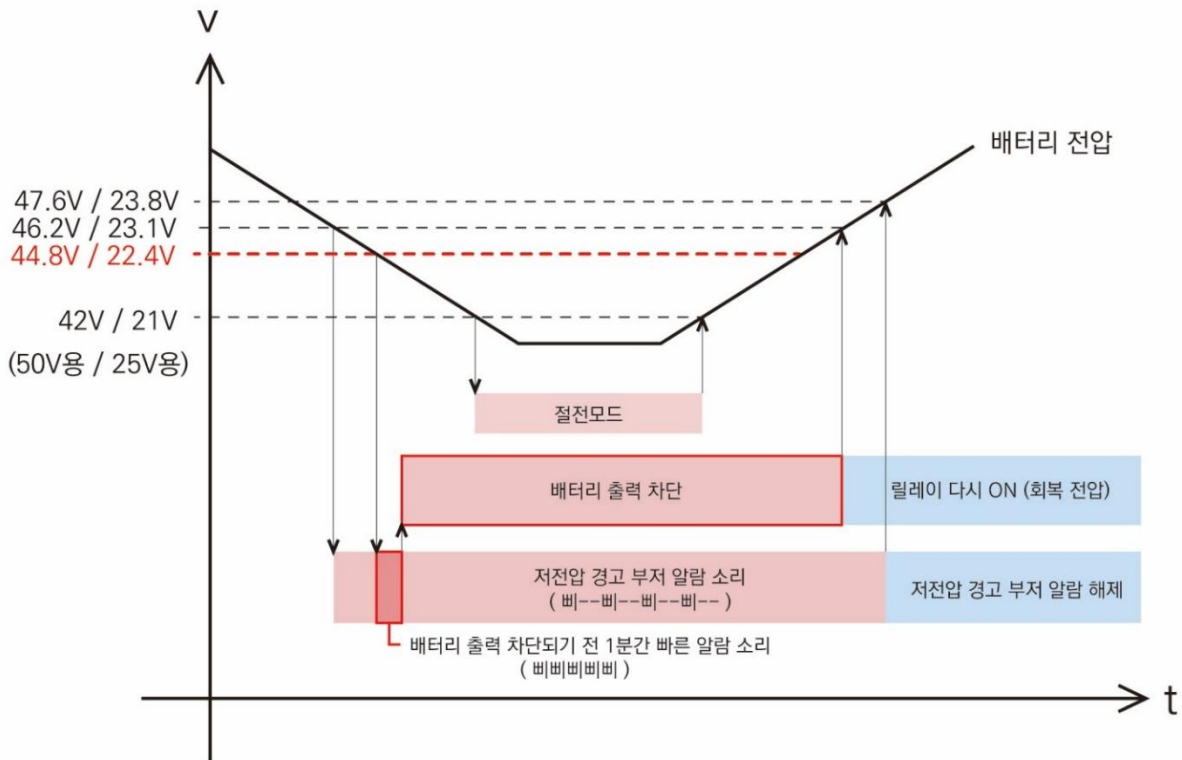 V
배터리 전압
47.6V / 23.8V
46.2V / 23.1V
44.8V / 22.4V
42V / 21V
(50V용 / 25V용)
절전모드
배터리 출력 차단
릴레이 다시 ON (회복 전압)
저전압 경고 부저 알람 소리
( 삐--삐--삐--삐-- )
저전압 경고 부저 알람 해제
배터리 출력 차단되기 전 1분간 빠른 알람 소리
( 삐삐삐삐삐 )
t